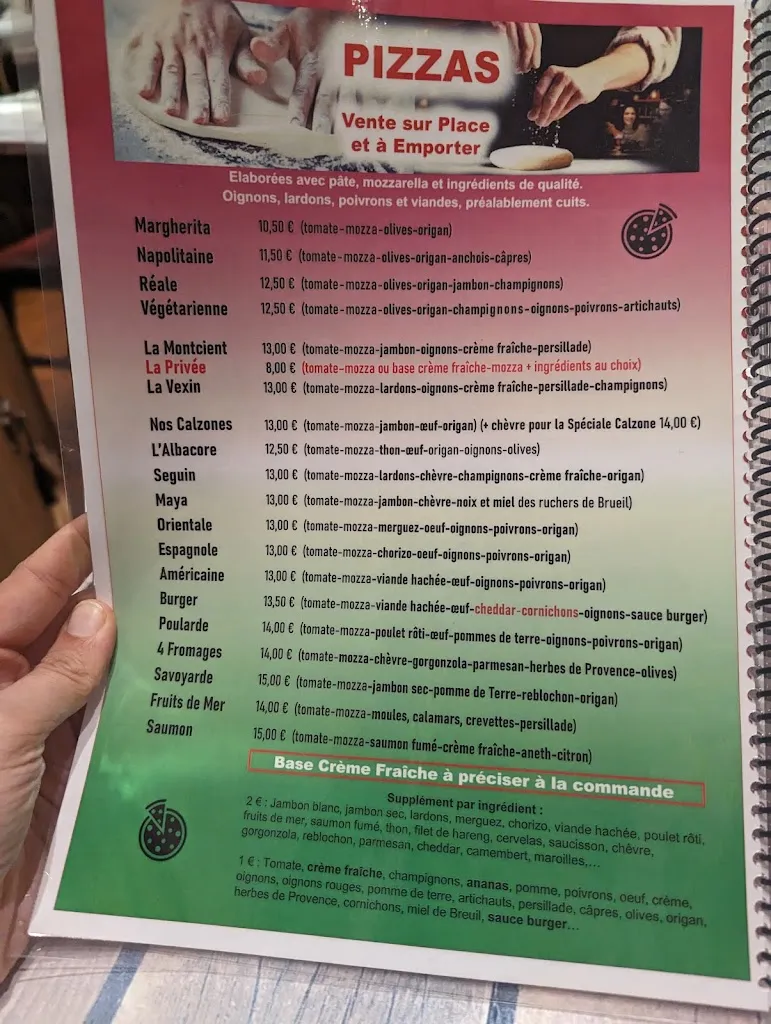 PIZZAS
Vente sur Place
et à Emporter
Elaborées avec pâte, mozzarella et ingrédients de qualité.
Oignons, lardons, poivrons et viandes, préalablement cuits.
Margherita 10,50 € (tomate-mozza-olives-origan)
Napolitaine 11,50 € (tomate-mozza-olives-origan-anchois-câpres)
Réale 12,50 € (tomate-mozza-olives-origan-jambon-champignons)
Végétarienne 12,50 € (tomate-mozza-olives-origan-champignons-oignons-poivrons-artichauts)
La Montcient 13,00 € (tomate-mozza-jambon-oignons-crème fraîche-persillade)
La Privée 8,00 € (tomate-mozza ou base crème fraîche-mozza + ingrédients au choix)
La Vexin 13,00 € (tomate-mozza-lardons-oignons-crème fraîche-persillade-champignons)
Nos Calzones 13,00 € (tomate-mozza-jambon-œuf-origan) (+ chèvre pour la Spéciale Calzone 14,00 €)
L'Albacore 12,50 € (tomate-mozza-thon-œuf-origan-oignons-olives)
Seguin 13,00 € (tomate-mozza-lardons-chèvre-champignons-crème fraîche-origan)
Maya 13,00 € (tomate-mozza-jambon-chèvre-noix et miel des ruchers de Brueil)
Orientale 13,00 € (tomate-mozza-merguez-oeuf-oignons-poivrons-origan)
Espagnole 13,00 € (tomate-mozza-chorizo-oeuf-oignons-poivrons-origan)
Américaine 13,00 € (tomate-mozza-viande hachée-œuf-oignons-poivrons-origan)
Burger 13,50 € (tomate-mozza-viande hachée-œuf-cheddar-cornichons-oignons-sauce burger)
Poularde 14,00 € (tomate-mozza-poulet rôti-œuf-pommes de terre-oignons-poivrons-origan)
4 Fromages 14,00 € (tomate-mozza-chèvre-gorgonzola-parmesan-herbes de Provence-olives)
Savoyarde 15,00 € (tomate-mozza-jambon sec-pomme de Terre-reblochon-origan)
Fruits de Mer 14,00 € (tomate-mozza-moules, calamars, crevettes-persillade)
Saumon 15,00 € (tomate-mozza-saumon fumé-crème fraîche-aneth-citron)
Base Crème Fraîche à préciser à la commande
Supplément par ingrédient :
2 € : Jambon blanc, jambon sec, lardons, merguez, chorizo, viande hachée, poulet rôti,
fruits de mer, saumon fumé, thon, filet de hareng, cervelas, saucisson, chèvre,
gorgonzola, reblochon, parmesan, cheddar, camembert, maroilles,...
1 € : Tomate, crème fraîche, champignons, ananas, pomme, poivrons, oeuf, crème,
oignons, oignons rouges, pomme de terre, artichauts, persillade, câpres, olives, origan,
herbes de Provence, cornichons, miel de Breuil, sauce burger...